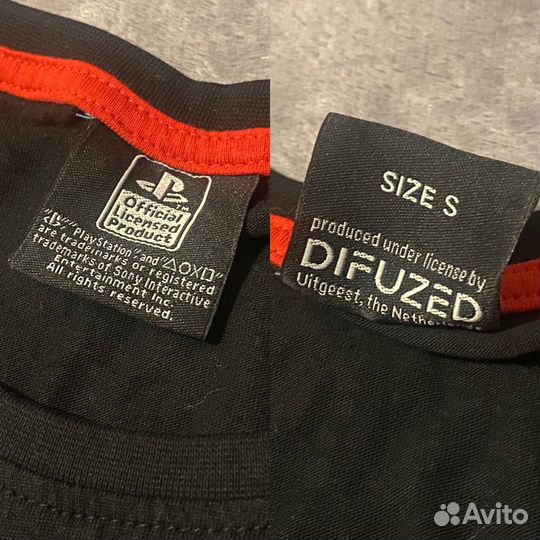 Official
Licensed
Product
"PlayStation" and "△○X□"
are trademarks or registered
trademarks of Sony Interactive
Entertainment Inc.
All rights reserved.
SIZE S
produced under license by
DIFUZED
Uitgeest, the
Avito